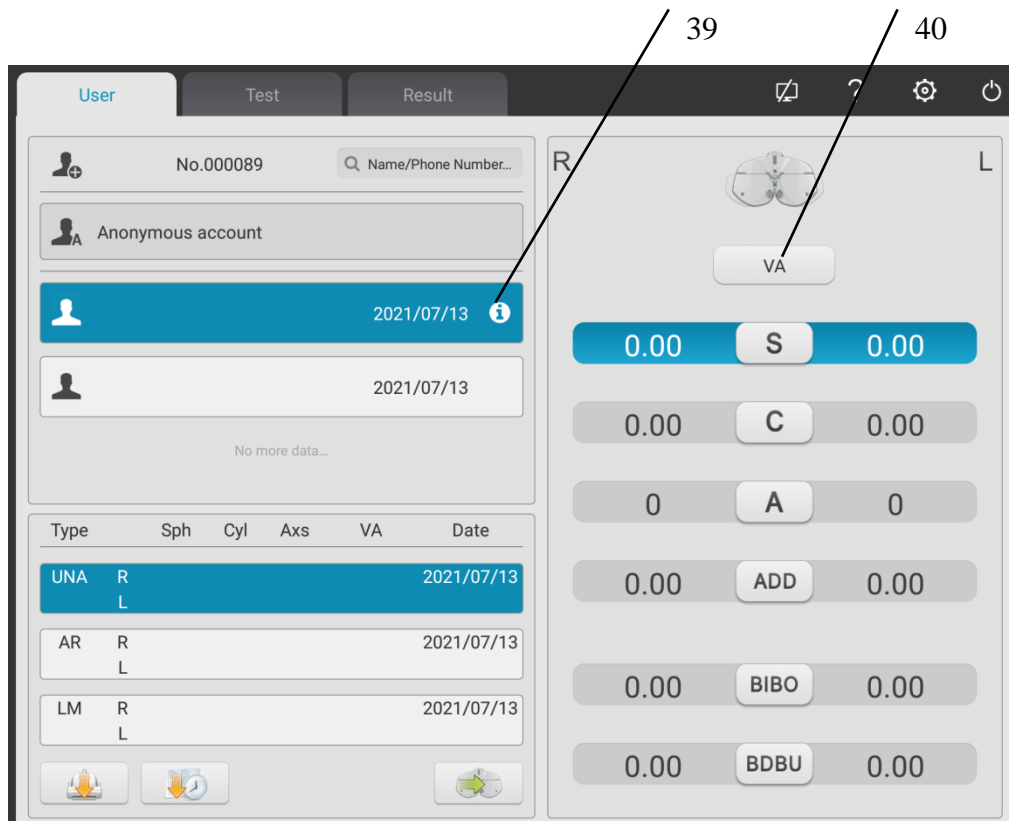 39 40
User Test Result ?
No.000089 Name/Phone Number...
Anonymous account
2021/07/13
2021/07/13
No more data...
Type Sph Cyl Axs VA Date
UNA R 2021/07/13
L
AR R 2021/07/13
L
LM R 2021/07/13
L
R L
VA
0.00 S 0.00
0.00 C 0.00
0 A 0
0.00 ADD 0.00
0.00 BIBO 0.00
0.00 BDBU 0.00